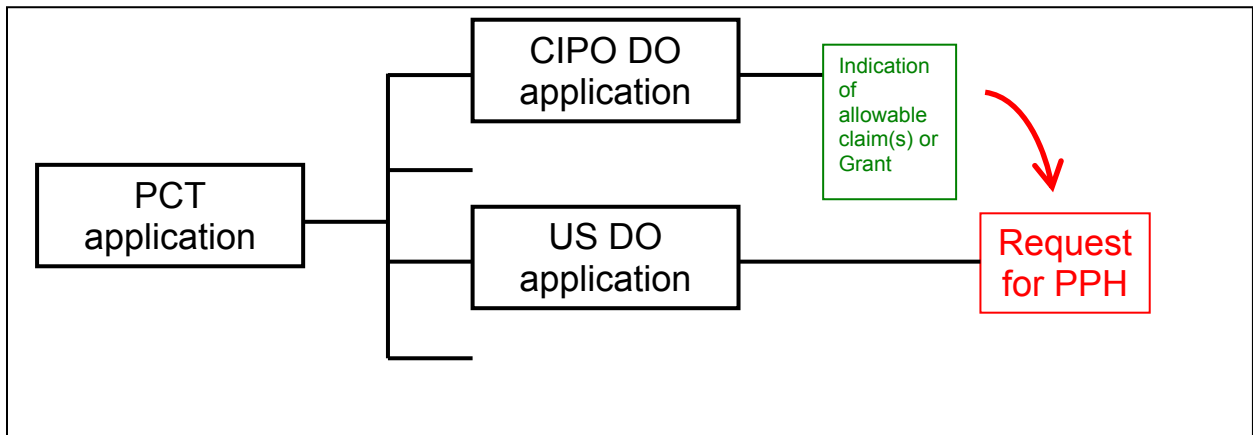 CIPO DO
application
Indication
of
allowable
claim(s) or
Grant
PCT
application
US DO
application
Request
for PPH